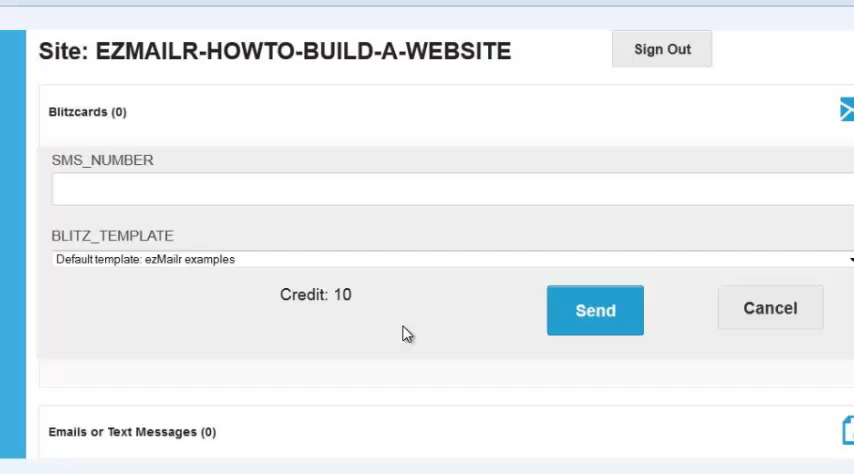 Site: EZMAILR-HOWTO-BUILD-A-WEBSITE
Sign Out
Blitzcards (0)
SMS_NUMBER
BLITZ_TEMPLATE
Default template: ezMailr examples
Credit: 10
Send
Cancel
Emails or Text Messages (0)